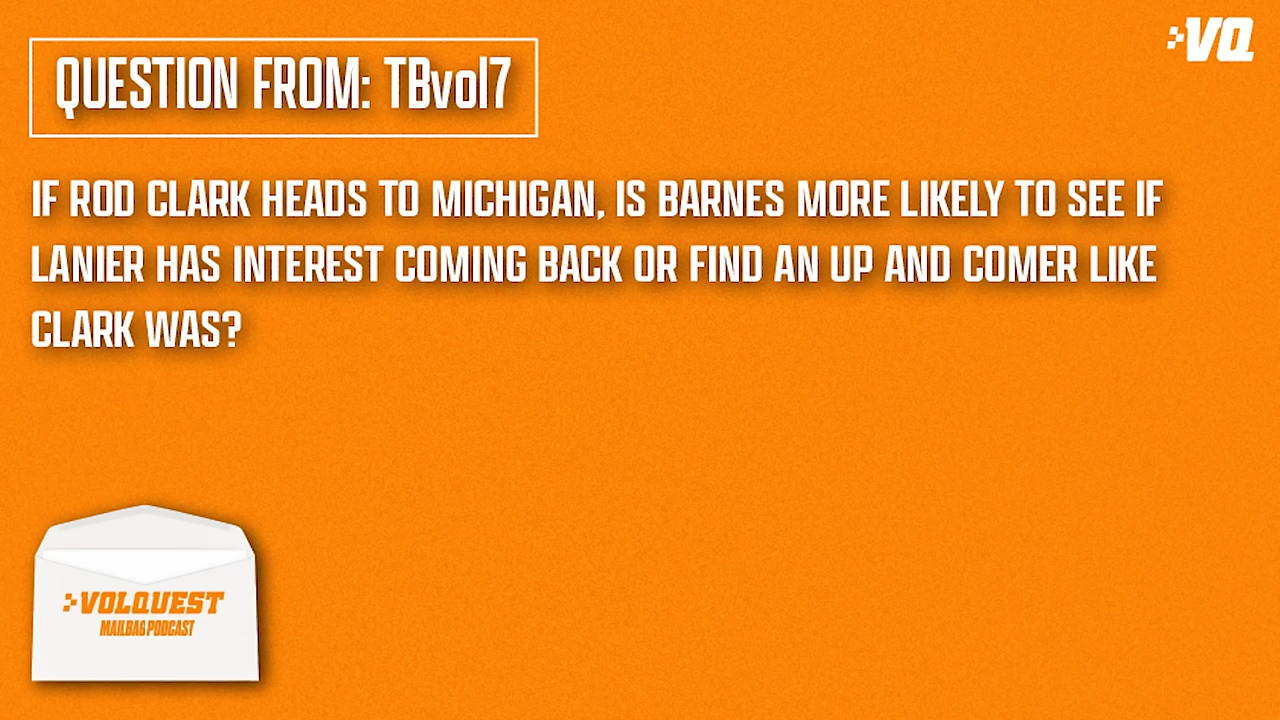 VQ
QUESTION FROM: TBvol7
IF ROD CLARK HEADS TO MICHIGAN, IS BARNES MORE LIKELY TO SEE IF
LANIER HAS INTEREST COMING BACK OR FIND AN UP AND COMER LIKE
CLARK WAS?
VOLQUEST
MAILBAG PODCAST